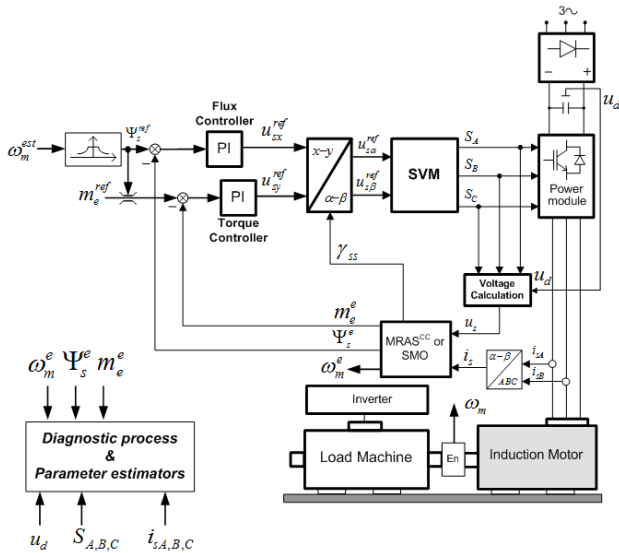 3~
− +
u_d
Flux
Controller
Ψ_s^ref
ω_m^est
PI
u_sx^ref
x−y
α−β
u_sα^ref
u_sβ^ref
SVM
S_A
S_B
S_C
Power
module
m_e^ref
PI
u_sy^ref
Torque
Controller
−
−
γ_ss
Voltage
Calculation
u_d
u_s
m_e
Ψ_s^e
ω_m^e
MRAS^CC or
SMO
i_s
α−β
ABC
i_sA
i_sB
ω_m^e Ψ_s^e m_e^e
Diagnostic process
&
Parameter estimators
u_d S_A,B,C i_sA,B,C
Inverter
ω_m
Load Machine
En
Induction Motor